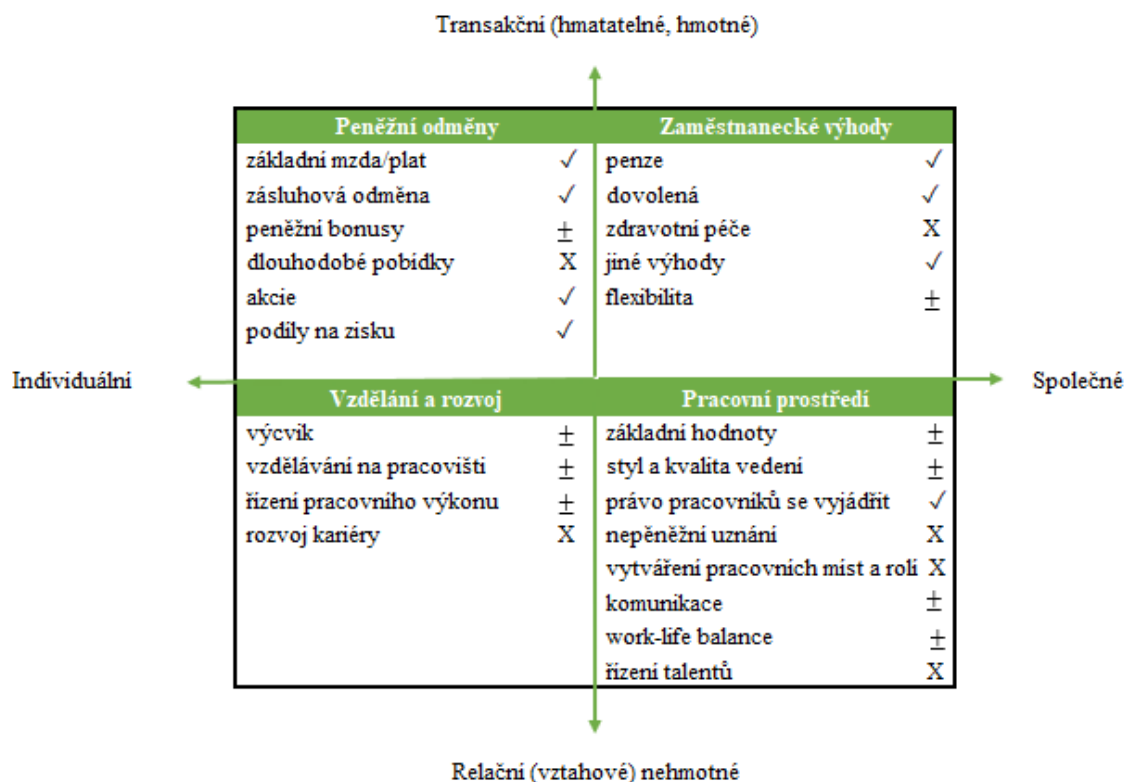 Transakční (hmatatelné, hmotné)
Peněžní odměny
základní mzda/plat ✓
zásluhová odměna ✓
peněžní bonusy ±
dlouhodobé pobídky X
akcie ✓
podíly na zisku ✓
Zaměstnanecké výhody
penze ✓
dovolená ✓
zdravotní péče X
jiné výhody ✓
flexibilita ±
Individuální
Společné
Vzdělání a rozvoj
výcvik ±
vzdělávání na pracovišti ±
řízení pracovního výkonu ±
rozvoj kariéry X
Pracovní prostředí
základní hodnoty ±
styl a kvalita vedení ±
právo pracovníků se vyjádřit ✓
nepěněžní uznání X
vytváření pracovních míst a rolí X
komunikace ±
work-life balance ±
řízení talentů X
Relační (vztahové) nehmotné